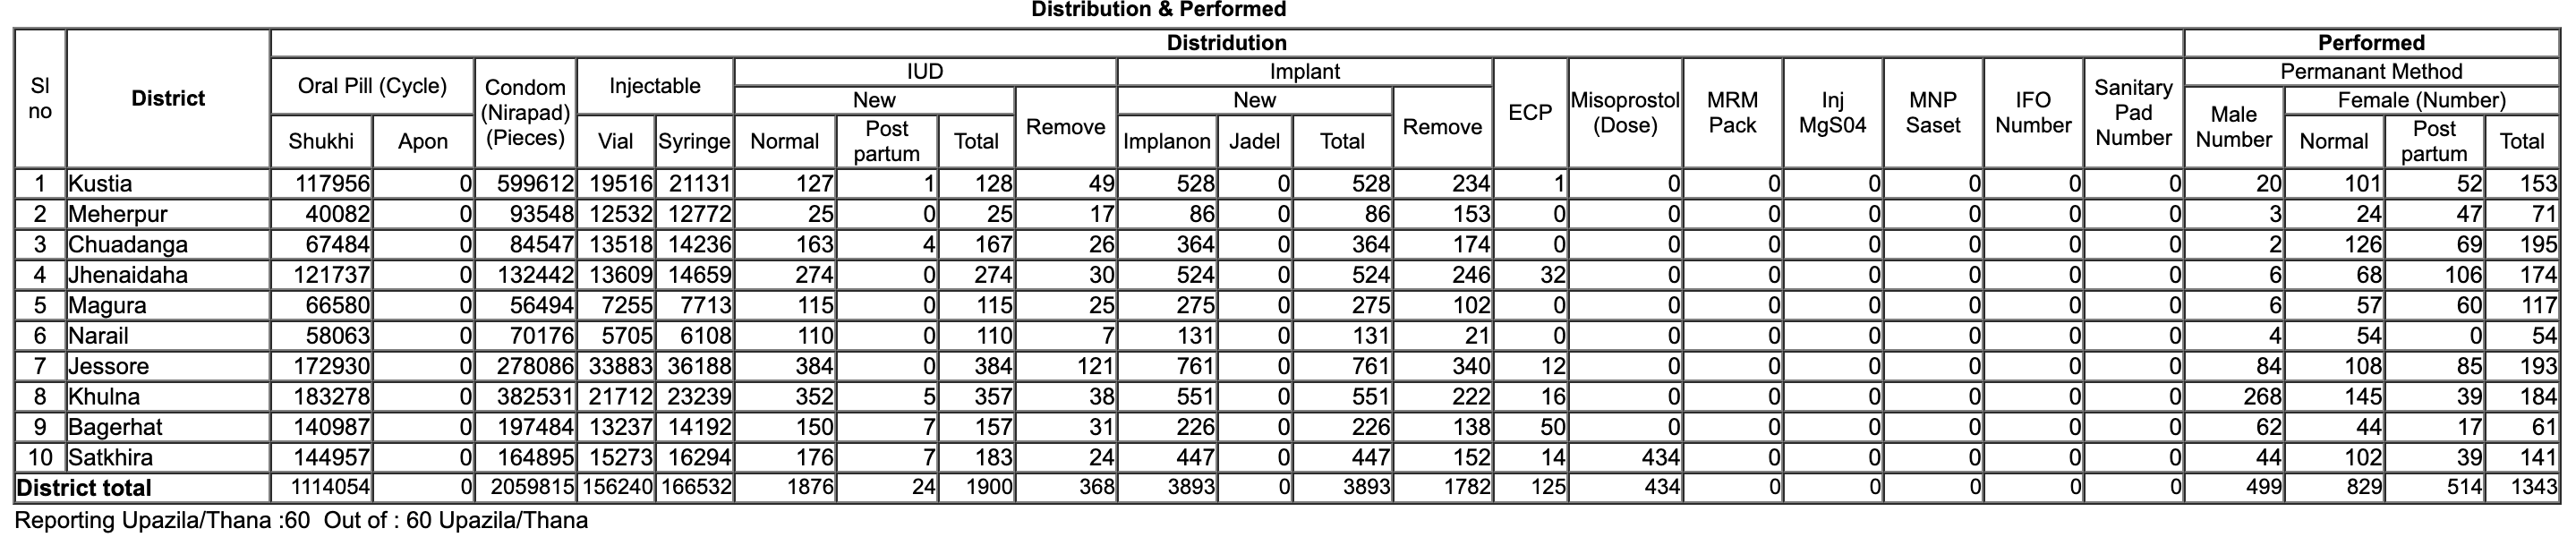 Distribution & Performed
Sl no District Distridution Performed
Oral Pill (Cycle) Condom (Nirapad) (Pieces) Injectable IUD Implant ECP Misoprostol (Dose) MRM Pack Inj MgS04 MNP Saset IFO Number Sanitary Pad Number Permanant Method
New Remove New Remove Male Number Female (Number)
Shukhi Apon Vial Syringe Normal Post partum Total Implanon Jadel Total Normal Post partum Total
1 Kustia 117956 0 599612 19516 21131 127 1 128 49 528 0 528 234 1 0 0 0 0 0 0 20 101 52 153
2 Meherpur 40082 0 93548 12532 12772 25 0 25 17 86 0 86 153 0 0 0 0 0 0 0 3 24 47 71
3 Chuadanga 67484 0 84547 13518 14236 163 4 167 26 364 0 364 174 0 0 0 0 0 0 0 2 126 69 195
4 Jhenaidaha 121737 0 132442 13609 14659 274 0 274 30 524 0 524 246 32 0 0 0 0 0 0 6 68 106 174
5 Magura 66580 0 56494 7255 7713 115 0 115 25 275 0 275 102 0 0 0 0 0 0 0 6 57 60 117
6 Narail 58063 0 70176 5705 6108 110 0 110 7 131 0 131 21 0 0 0 0 0 0 0 4 54 0 54
7 Jessore 172930 0 278086 33883 36188 384 0 384 121 761 0 761 340 12 0 0 0 0 0 0 84 108 85 193
8 Khulna 183278 0 382531 21712 23239 352 5 357 38 551 0 551 222 16 0 0 0 0 0 0 268 145 39 184
9 Bagerhat 140987 0 197484 13237 14192 150 7 157 31 226 0 226 138 50 0 0 0 0 0 0 62 44 17 61
10 Satkhira 144957 0 164895 15273 16294 176 7 183 24 447 0 447 152 14 434 0 0 0 0 0 44 102 39 141
District total 1114054 0 2059815 156240 166532 1876 24 1900 368 3893 0 3893 1782 125 434 0 0 0 0 0 499 829 514 1343
Reporting Upazila/Thana :60 Out of : 60 Upazila/Thana